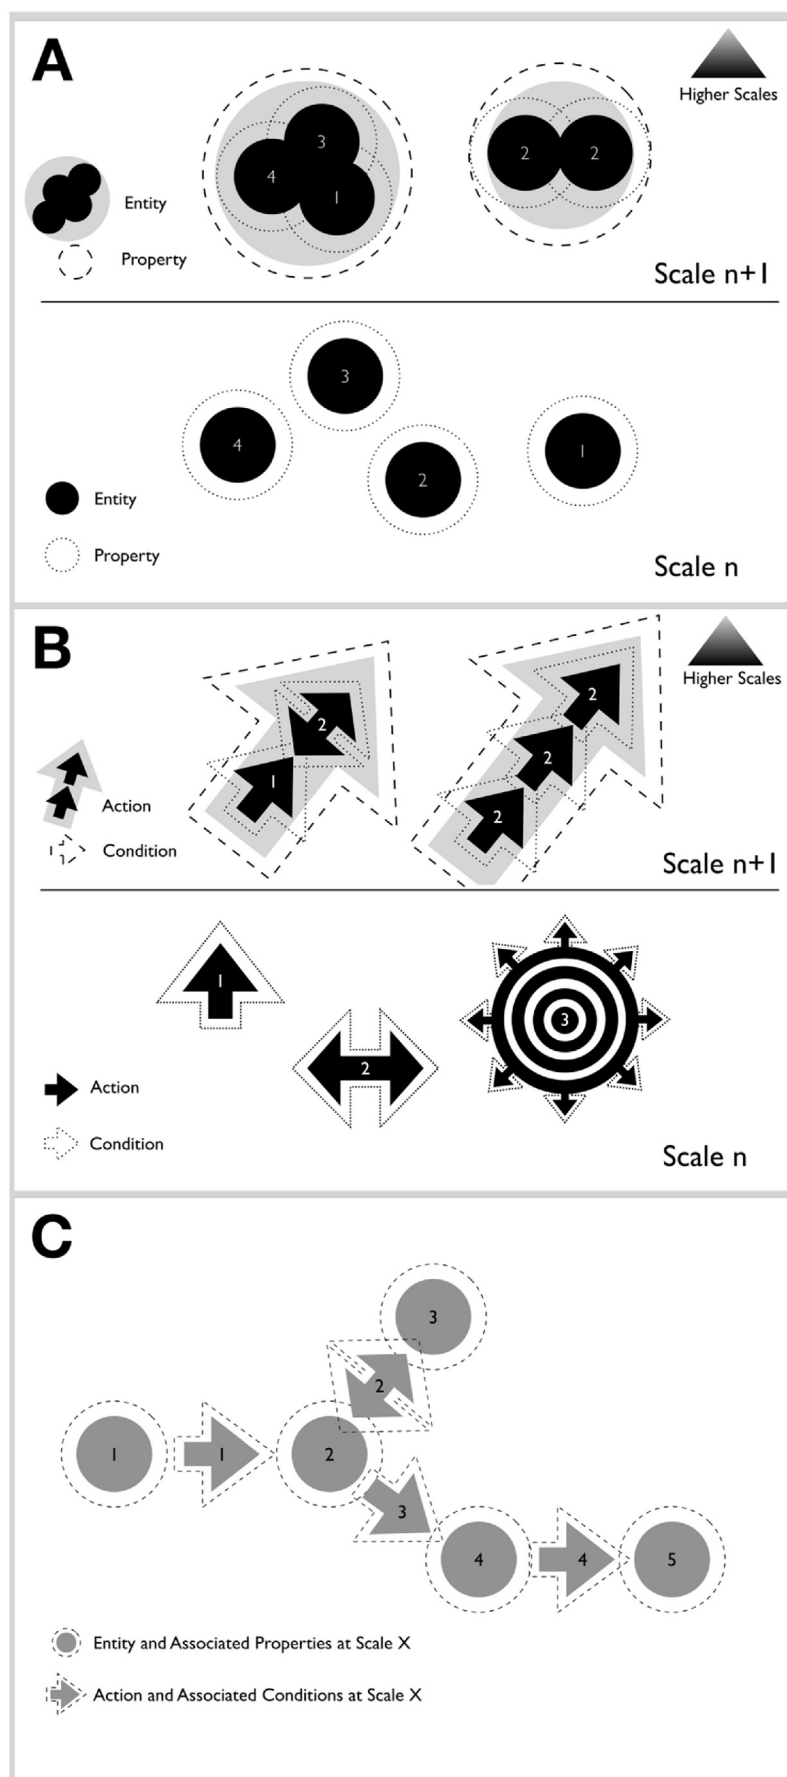 A
Higher Scales
3
4
1
2 2
Entity
Property
Scale n+1
3
4
2
1
Entity
Property
Scale n
B
Higher Scales
2
1
2
2
2
Action
Condition
Scale n+1
1
2
3
Action
Condition
Scale n
C
3
2
1 1 2
3
4 4 5
Entity and Associated Properties at Scale X
Action and Associated Conditions at Scale X